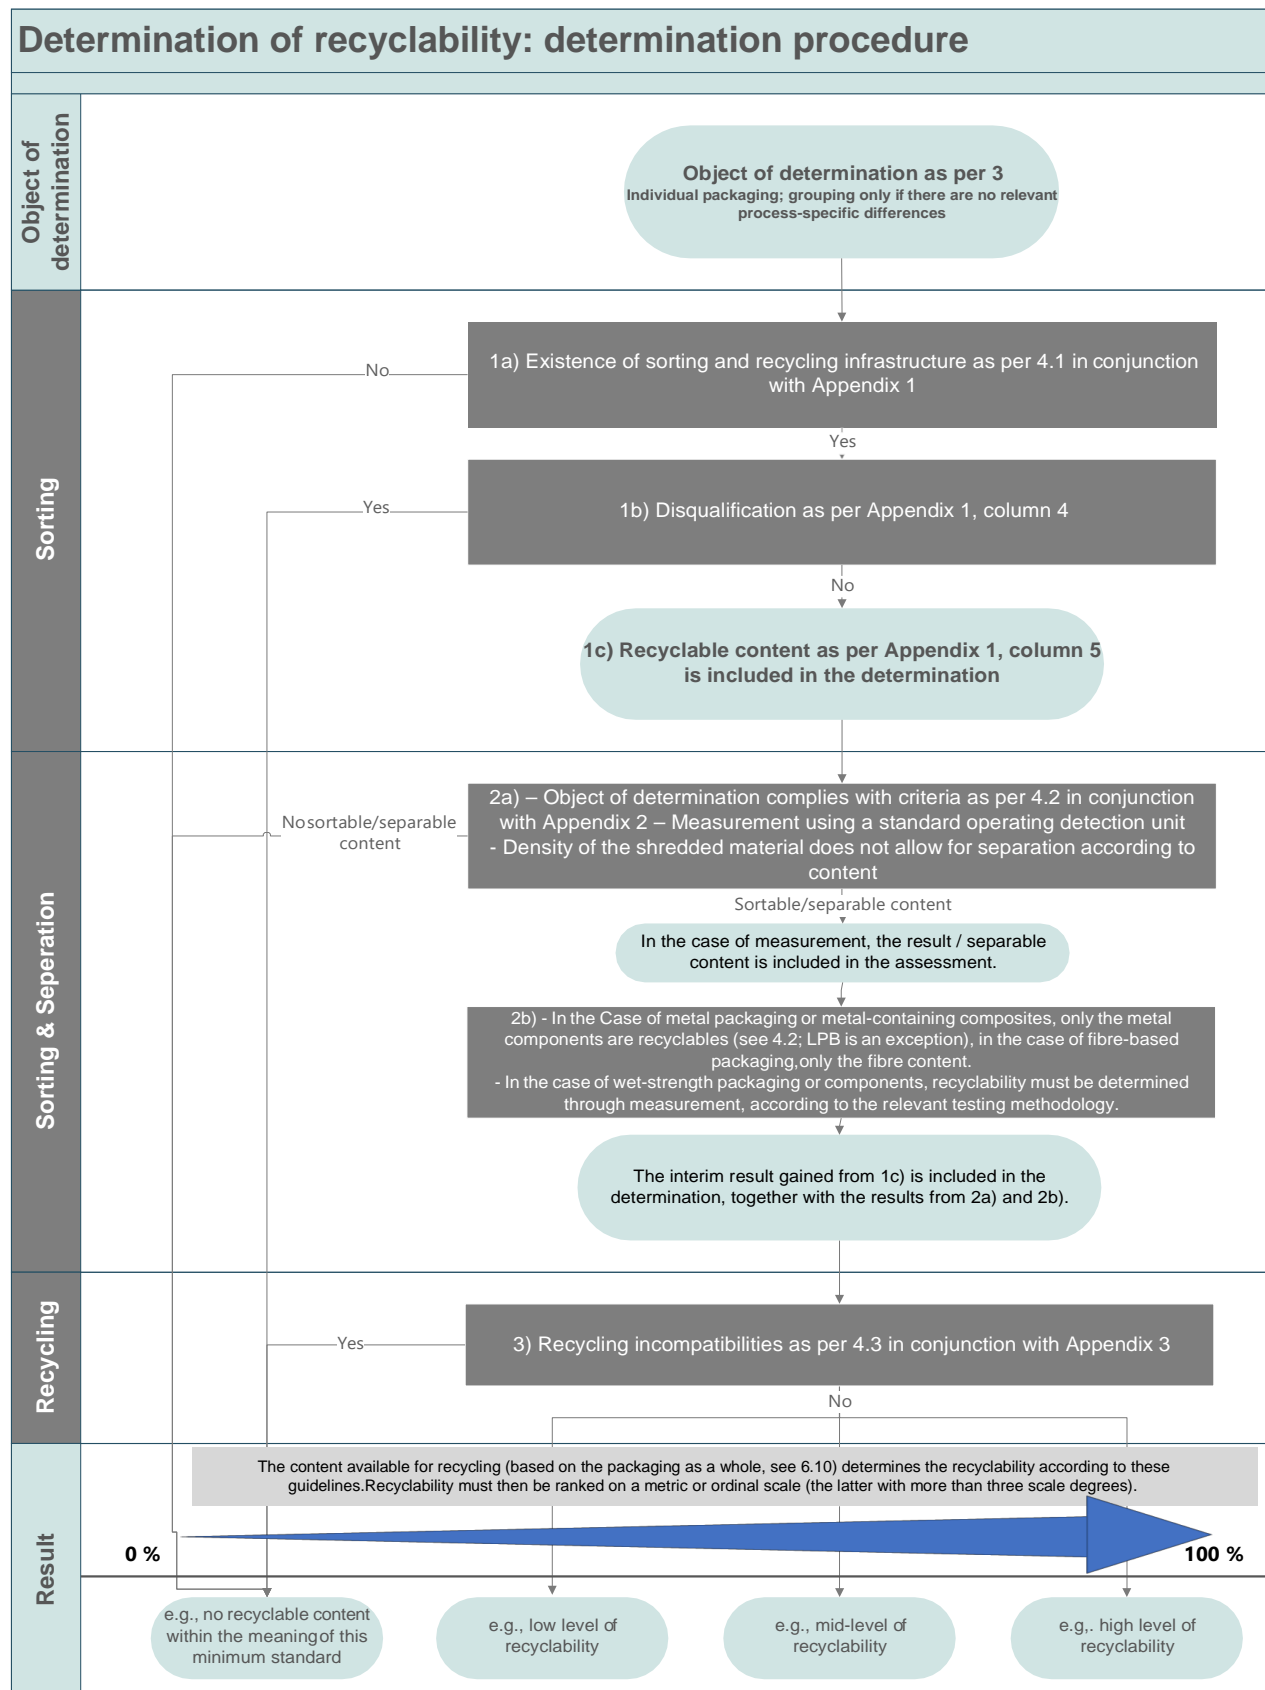 Determination of recyclability: determination procedure
Object of
determination
Object of determination as per 3
Individual packaging; grouping only if there are no relevant
process-specific differences
Sorting
1a) Existence of sorting and recycling infrastructure as per 4.1 in conjunction
with Appendix 1
No
Yes
1b) Disqualification as per Appendix 1, column 4
Yes
No
1c) Recyclable content as per Appendix 1, column 5
is included in the determination
Sorting & Seperation
2a) – Object of determination complies with criteria as per 4.2 in conjunction
with Appendix 2 – Measurement using a standard operating detection unit
- Density of the shredded material does not allow for separation according to
content
No sortable/separable
content
Sortable/separable content
In the case of measurement, the result / separable
content is included in the assessment.
2b) - In the Case of metal packaging or metal-containing composites, only the metal
components are recyclables (see 4.2; LPB is an exception), in the case of fibre-based
packaging,only the fibre content.
- In the case of wet-strength packaging or components, recyclability must be determined
through measurement, according to the relevant testing methodology.
The interim result gained from 1c) is included in the
determination, together with the results from 2a) and 2b).
Recycling
3) Recycling incompatibilities as per 4.3 in conjunction with Appendix 3
Yes
No
Result
The content available for recycling (based on the packaging as a whole, see 6.10) determines the recyclability according to these
guidelines.Recyclability must then be ranked on a metric or ordinal scale (the latter with more than three scale degrees).
0 %
100 %
e.g., no recyclable content
within the meaning of this
minimum standard
e.g., low level of
recyclability
e.g., mid-level of
recyclability
e.g,. high level of
recyclability